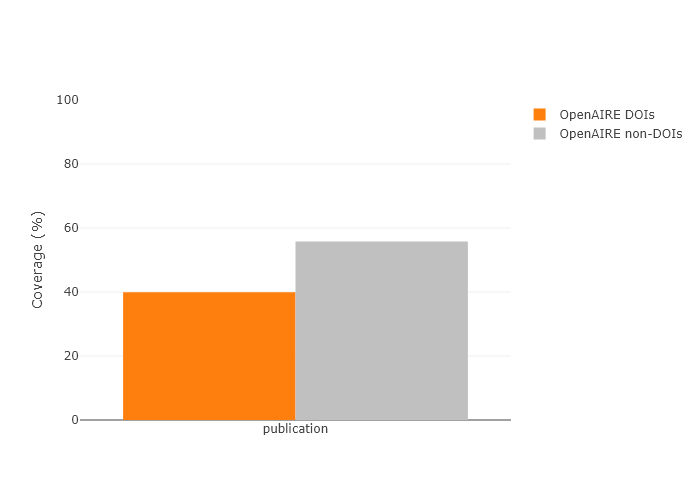 100
80
60
40
20
0
Coverage (%)
publication
OpenAIRE DOIs
OpenAIRE non-DOIs